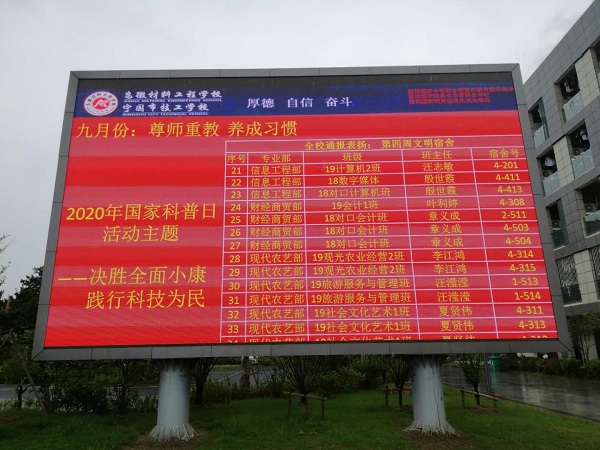 安徽材料工程学校
ANHUI MATERIAL ENGINEERING SCHOOL
宁国市技工学校
NINGGUO CITY TECHNICAL SCHOOL
厚德 自信 奋斗
九月份：尊师重教 养成习惯
2020年国家科普日
活动主题
——决胜全面小康
践行科技为民
全校通报表扬：第四周文明宿舍
序号 专业部 班级 班主任 宿舍号
21 信息工程部 19计算机2班 汪志敏 4-201
22 信息工程部 18数字媒体 殷世霞 4-411
23 信息工程部 18对口计算机班 殷世霞 4-413
24 财经商贸部 19会计1班 叶利婷 4-308
25 财经商贸部 18对口会计班 章义成 2-511
26 财经商贸部 18对口会计班 章义成 4-503
27 财经商贸部 18对口会计班 章义成 4-504
28 现代农艺部 19观光农业经营2班 李江鸿 4-314
29 现代农艺部 19观光农业经营2班 李江鸿 4-315
30 现代农艺部 19旅游服务与管理班 汪滢滢 1-513
31 现代农艺部 19旅游服务与管理班 汪滢滢 1-514
32 现代农艺部 19社会文化艺术1班 夏贤伟 4-311
33 现代农艺部 19社会文化艺术1班 夏贤伟 4-313